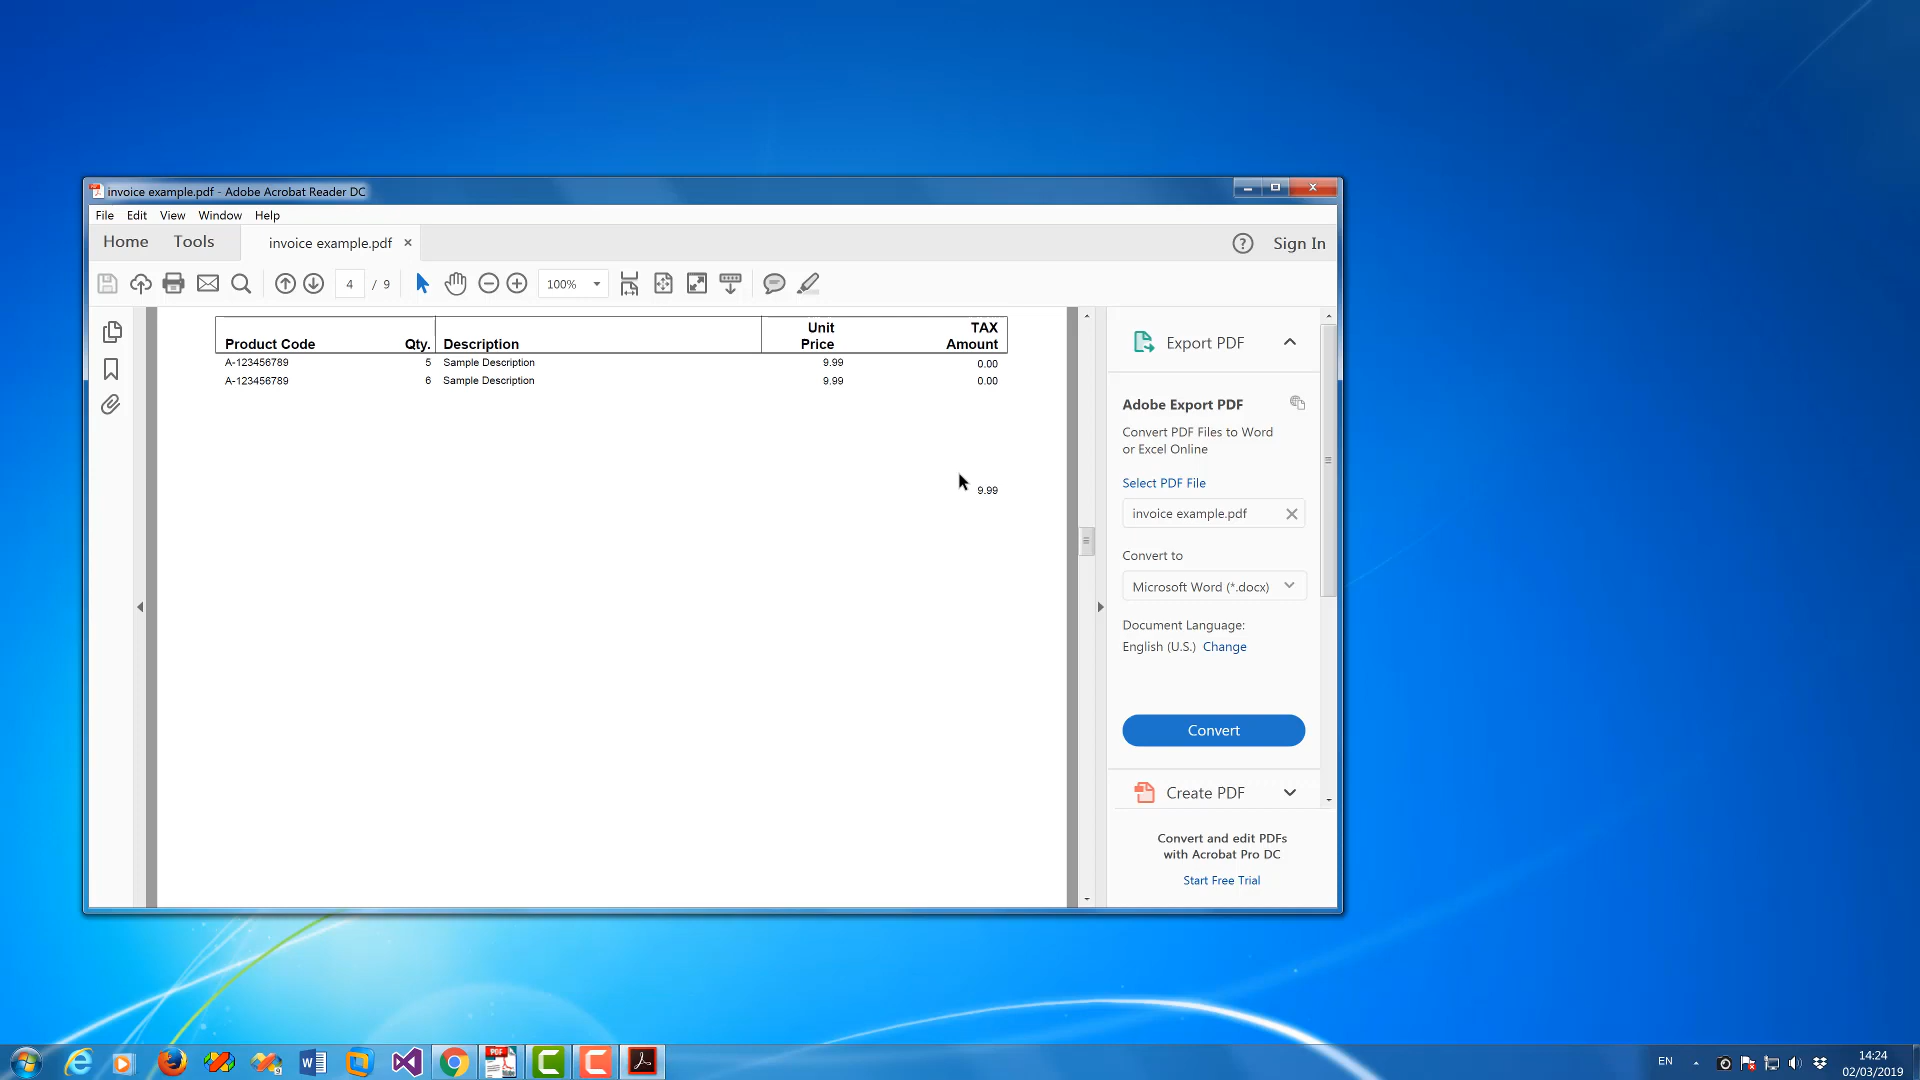 invoice example.pdf - Adobe Acrobat Reader DC
File Edit View Window Help
Home Tools invoice example.pdf × ? Sign In
4 / 9 100%
Product Code Qty. Description Unit Price TAX Amount
A-123456789 5 Sample Description 9.99 0.00
A-123456789 6 Sample Description 9.99 0.00
9.99
Export PDF
Adobe Export PDF
Convert PDF Files to Word
or Excel Online
Select PDF File
invoice example.pdf
Convert to
Microsoft Word (*.docx)
Document Language:
English (U.S.) Change
Convert
Create PDF
Convert and edit PDFs
with Acrobat Pro DC
Start Free Trial
EN 14:24
02/03/2019